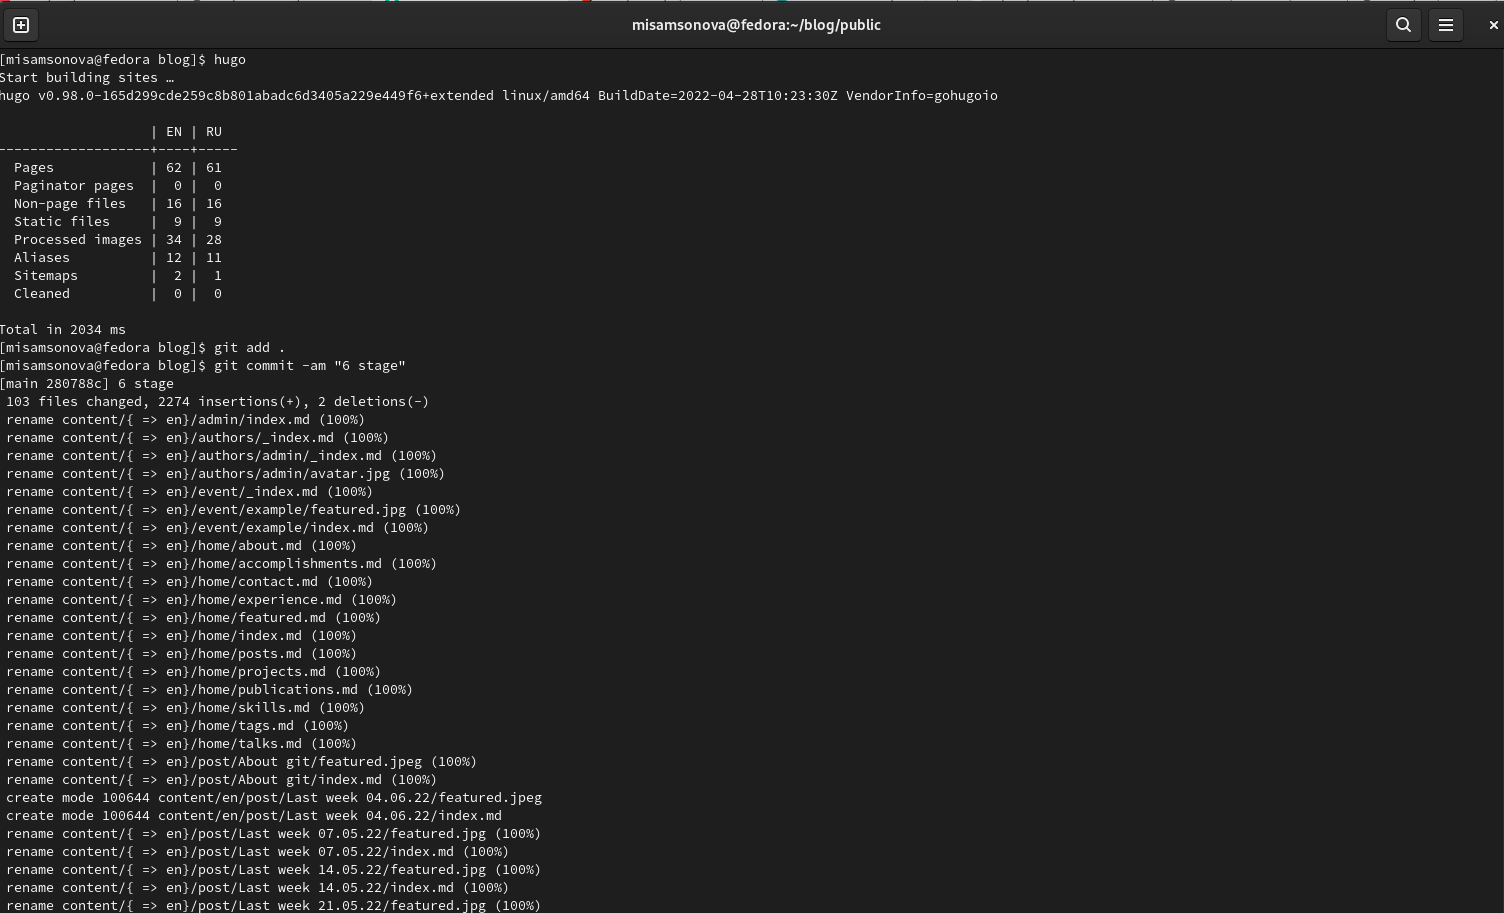 misamsonova@fedora:~/blog/public
[misamsonova@fedora blog]$ hugo
Start building sites …
hugo v0.98.0-165d299cde259c8b801abadc6d3405a229e449f6+extended linux/amd64 BuildDate=2022-04-28T10:23:30Z VendorInfo=gohugoio
                   | EN | RU
-------------------+----+-----
  Pages            | 62 | 61
  Paginator pages  |  0 |  0
  Non-page files   | 16 | 16
  Static files     |  9 |  9
  Processed images | 34 | 28
  Aliases          | 12 | 11
  Sitemaps         |  2 |  1
  Cleaned          |  0 |  0
Total in 2034 ms
[misamsonova@fedora blog]$ git add .
[misamsonova@fedora blog]$ git commit -am "6 stage"
[main 280788c] 6 stage
 103 files changed, 2274 insertions(+), 2 deletions(-)
 rename content/{ => en}/admin/index.md (100%)
 rename content/{ => en}/authors/_index.md (100%)
 rename content/{ => en}/authors/admin/_index.md (100%)
 rename content/{ => en}/authors/admin/avatar.jpg (100%)
 rename content/{ => en}/event/_index.md (100%)
 rename content/{ => en}/event/example/featured.jpg (100%)
 rename content/{ => en}/event/example/index.md (100%)
 rename content/{ => en}/home/about.md (100%)
 rename content/{ => en}/home/accomplishments.md (100%)
 rename content/{ => en}/home/contact.md (100%)
 rename content/{ => en}/home/experience.md (100%)
 rename content/{ => en}/home/featured.md (100%)
 rename content/{ => en}/home/index.md (100%)
 rename content/{ => en}/home/posts.md (100%)
 rename content/{ => en}/home/projects.md (100%)
 rename content/{ => en}/home/publications.md (100%)
 rename content/{ => en}/home/skills.md (100%)
 rename content/{ => en}/home/tags.md (100%)
 rename content/{ => en}/home/talks.md (100%)
 rename content/{ => en}/post/About git/featured.jpeg (100%)
 rename content/{ => en}/post/About git/index.md (100%)
 create mode 100644 content/en/post/Last week 04.06.22/featured.jpeg
 create mode 100644 content/en/post/Last week 04.06.22/index.md
 rename content/{ => en}/post/Last week 07.05.22/featured.jpg (100%)
 rename content/{ => en}/post/Last week 07.05.22/index.md (100%)
 rename content/{ => en}/post/Last week 14.05.22/featured.jpg (100%)
 rename content/{ => en}/post/Last week 14.05.22/index.md (100%)
 rename content/{ => en}/post/Last week 21.05.22/featured.jpg (100%)